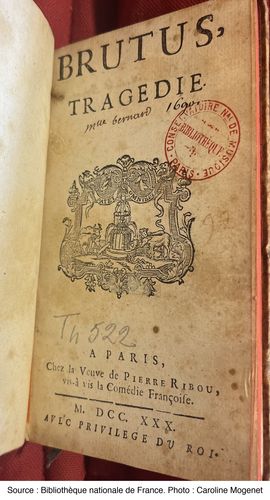 BRUTUS,
TRAGEDIE.
mlle bernard 1690.
CONSERVATOIRE NAL DE MUSIQUE
BIBLIOTHÈQUE
PARIS
Th 522
A PARIS,
Chez la Veuve de PIERRE RIBOU,
vis-à vis la Comédie Françoise.
M. DCC. XXX.
AVEC PRIVILEGE DU ROI.
Source : Bibliothèque nationale de France. Photo : Caroline Mogenet